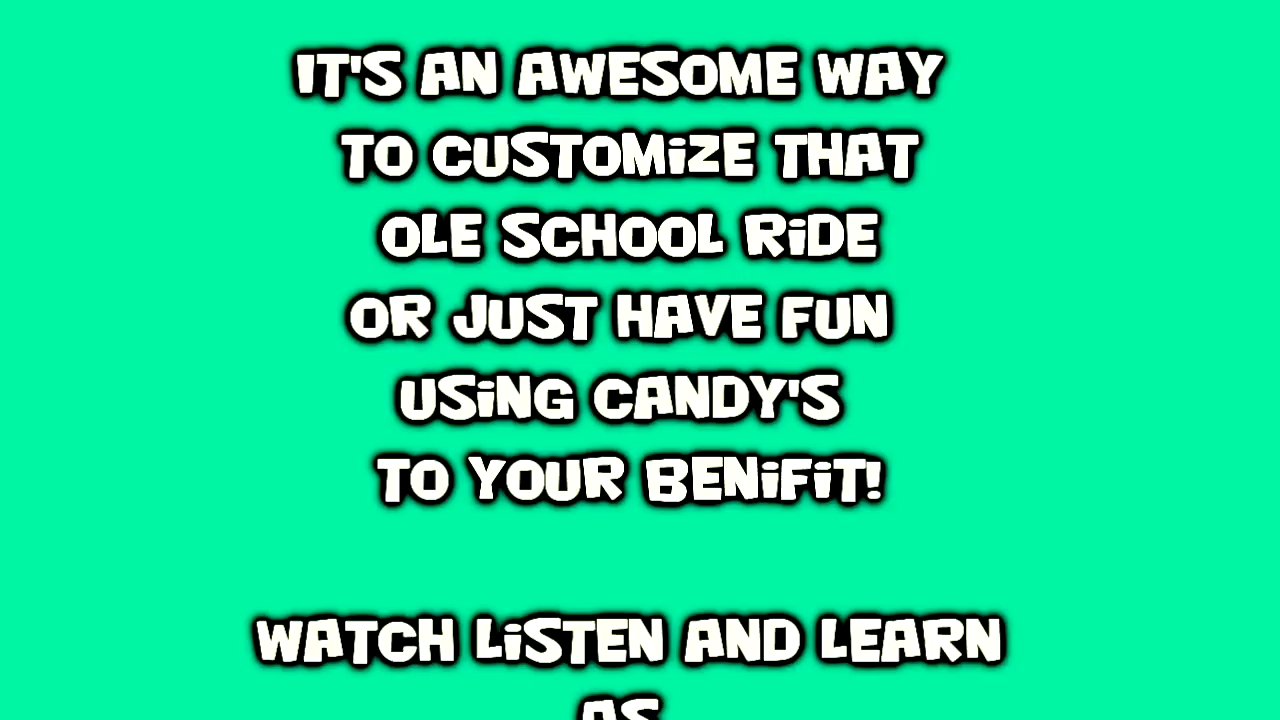 IT'S AN AWESOME WAY
TO CUSTOMiZE THAT
OLE SCHOOL RiDE
OR JUST HAVE FUN
USiNG CANDY'S
TO YOUR BENiFiT!
WATCH LiSTEN AND LEARN
AS